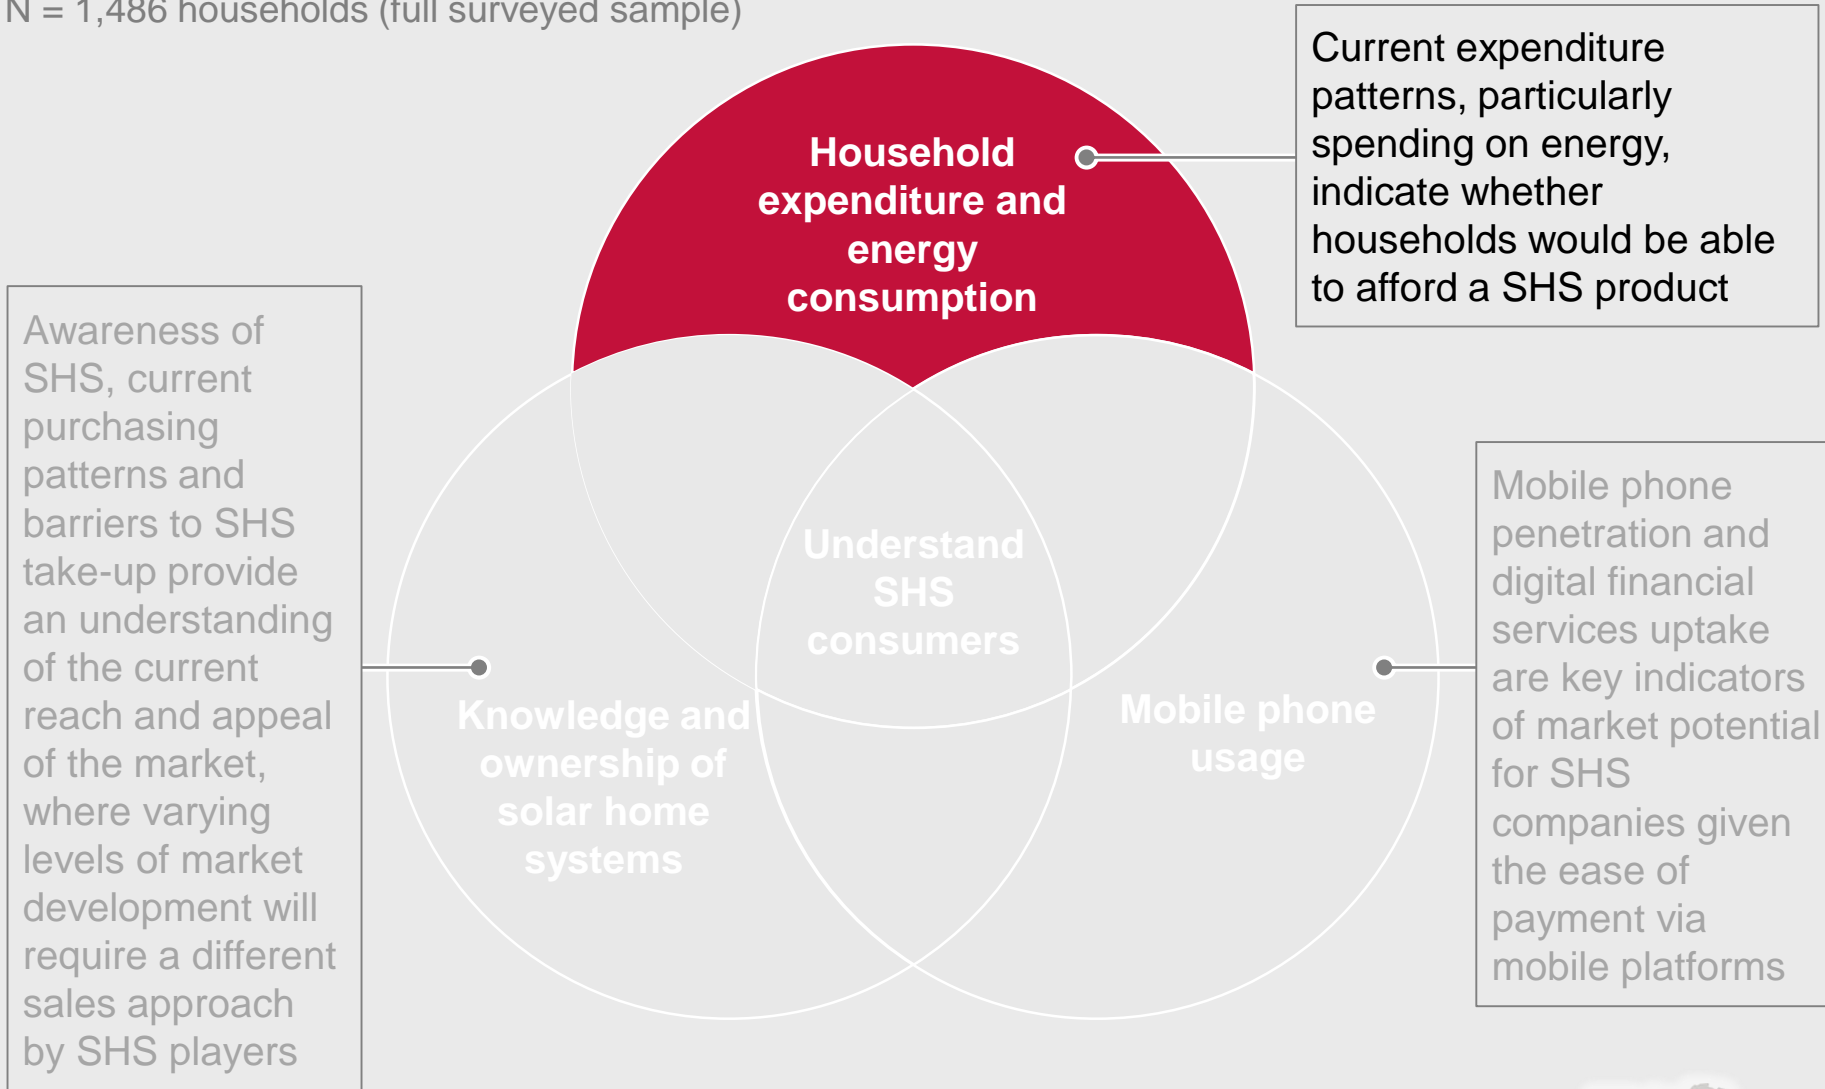 N = 1,486 households (full surveyed sample)
Current expenditure
patterns, particularly
spending on energy,
indicate whether
households would be able
to afford a SHS product
Household
expenditure and
energy
consumption
Awareness of
SHS, current
purchasing
patterns and
barriers to SHS
take-up provide
an understanding
of the current
reach and appeal
of the market,
where varying
levels of market
development will
require a different
sales approach
by SHS players
Understand
SHS
consumers
Knowledge and
ownership of
solar home
systems
Mobile phone
usage
Mobile phone
penetration and
digital financial
services uptake
are key indicators
of market potential
for SHS
companies given
the ease of
payment via
mobile platforms